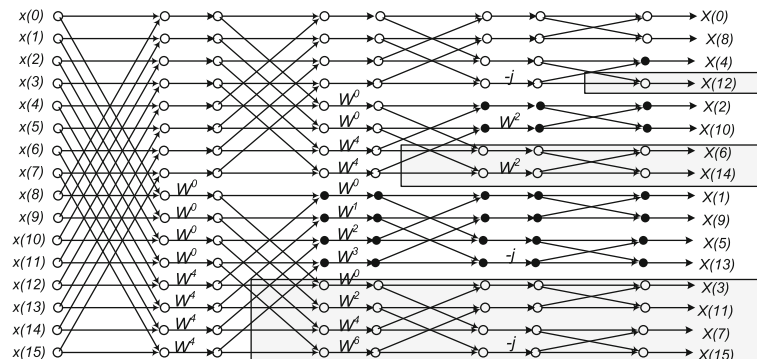 x(0) X(0)
x(1) X(8)
x(2) X(4)
x(3) -j X(12)
x(4) W⁰ X(2)
x(5) W⁰ W² X(10)
x(6) W⁴ X(6)
x(7) W⁴ W² X(14)
x(8) W⁰ W⁰ X(1)
x(9) W⁰ W¹ X(9)
x(10) W⁰ W² X(5)
x(11) W⁰ W³ -j X(13)
x(12) W⁴ W⁰ X(3)
x(13) W⁴ W² X(11)
x(14) W⁴ W⁴ X(7)
x(15) W⁴ W⁶ -j X(15)